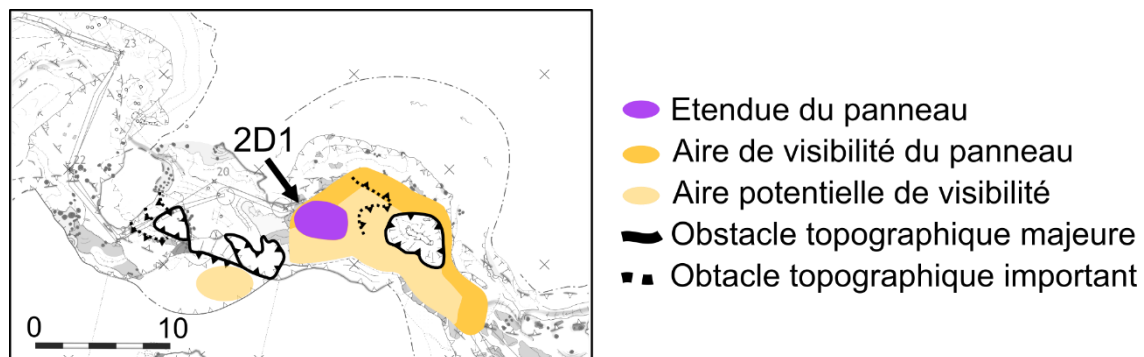 23
2D1
22
20
0 10
Etendue du panneau
Aire de visibilité du panneau
Aire potentielle de visibilité
Obstacle topographique majeure
Obtacle topographique important